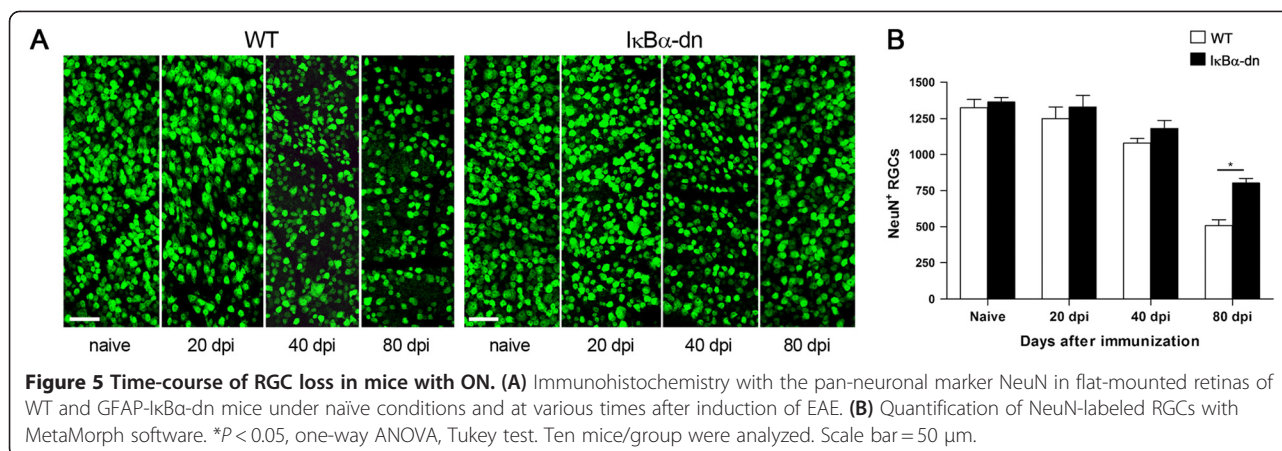 A
WT
IκBα-dn
naive 20 dpi 40 dpi 80 dpi
naive 20 dpi 40 dpi 80 dpi
B
WT
IκBα-dn
NeuN+ RGCs
1500
1250
1000
750
500
250
0
*
Naive 20 dpi 40 dpi 80 dpi
Days after immunization
Figure 5 Time-course of RGC loss in mice with ON. (A) Immunohistochemistry with the pan-neuronal marker NeuN in flat-mounted retinas of
WT and GFAP-IκBα-dn mice under naïve conditions and at various times after induction of EAE. (B) Quantification of NeuN-labeled RGCs with
MetaMorph software. *P < 0.05, one-way ANOVA, Tukey test. Ten mice/group were analyzed. Scale bar = 50 μm.